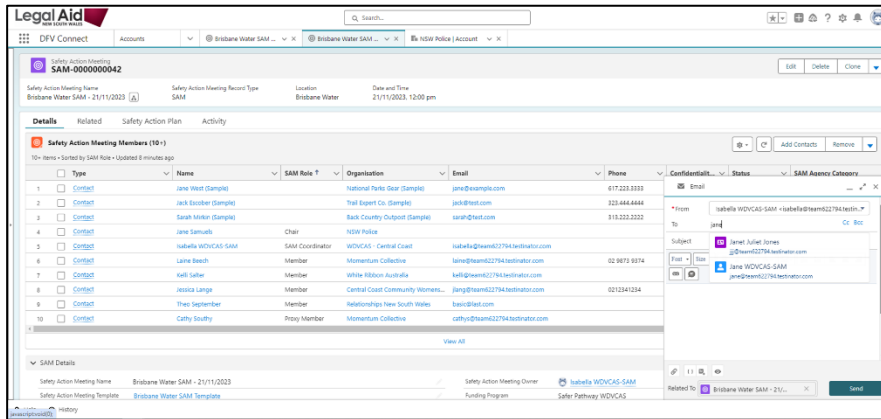 Legal Aid
NEW SOUTH WALES
Search...
DFV Connect
Accounts
Brisbane Water SAM ...
Brisbane Water SAM ...
NSW Police | Account
Safety Action Meeting
SAM-0000000042
Edit
Delete
Clone
Safety Action Meeting Name
Safety Action Meeting Record Type
Location
Date and Time
Brisbane Water SAM - 21/11/2023
SAM
Brisbane Water
21/11/2023, 12:00 pm
Details
Related
Safety Action Plan
Activity
Safety Action Meeting Members (10+)
Add Contacts
Remove
10+ items • Sorted by SAM Role • Updated 8 minutes ago
Type Name SAM Role Organisation Email Phone Confidentialit... Status SAM Agency Category
1 Contact Jane West (Sample) National Parks Gear (Sample) jane@example.com 617.223.3333
2 Contact Jack Escobar (Sample) Trail Expert Co. (Sample) jack@test.com 323.444.4444
3 Contact Sarah Mirkin (Sample) Back Country Outpost (Sample) sarah@test.com 313.222.2222
4 Contact Jane Samuels Chair NSW Police
5 Contact Isabella WDVCAS-SAM SAM Coordinator WDVCAS - Central Coast isabella@team622794.testinator.com
6 Contact Laine Beech Member Momentum Collective laine@team622794.testinator.com 02 9873 9374
7 Contact Kelli Salter Member White Ribbon Australia kelli@team622794.testinator.com
8 Contact Jessica Lange Member Central Coast Community Womens... jlang@team622794.testinator.com 0212341234
9 Contact Theo September Member Relationships New South Wales basic@last.com
10 Contact Cathy Southy Proxy Member Momentum Collective cathys@team622794.testinator.com
View All
SAM Details
Safety Action Meeting Name
Brisbane Water SAM - 21/11/2023
Safety Action Meeting Owner
Isabella WDVCAS-SAM
Safety Action Meeting Template
Brisbane Water SAM Template
Funding Program
Safer Pathway WDVCAS
History
javascript:void(0);
Email
*From
Isabella WDVCAS-SAM <isabella@team622794.testin...
To
jane
Cc Bcc
Subject
Janet Juliet Jones
jjj@team622794.testinator.com
Font
Size
Jane WDVCAS-SAM
jane@team622794.testinator.com
Related To
Brisbane Water SAM - 21/...
Send